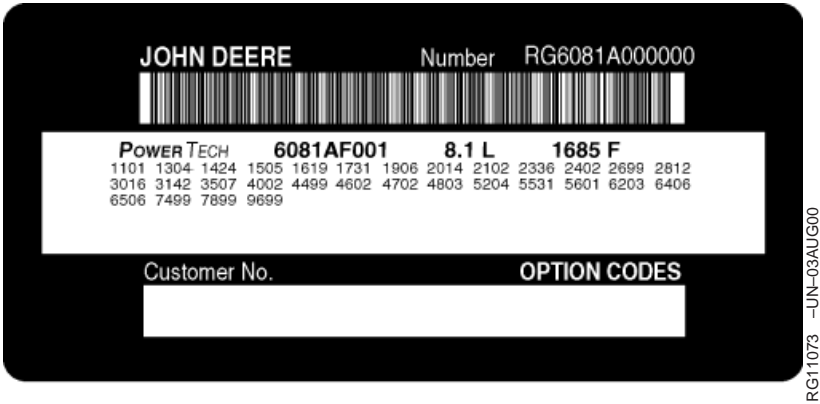 JOHN DEERE Number RG6081A000000
POWERTECH 6081AF001 8.1 L 1685 F
1101 1304 1424 1505 1619 1731 1906 2014 2102 2336 2402 2699 2812
3016 3142 3507 4002 4499 4602 4702 4803 5204 5531 5601 6203 6406
6506 7499 7899 9699
Customer No. OPTION CODES
RG11073 –UN–03AUG00